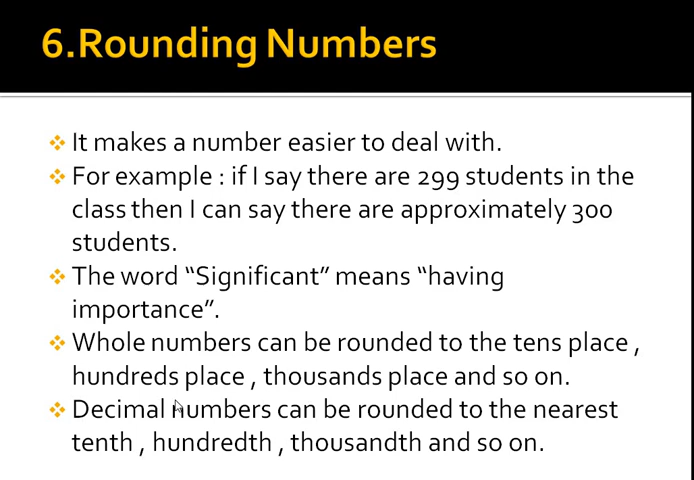 6.Rounding Numbers
It makes a number easier to deal with.
For example : if I say there are 299 students in the
class then I can say there are approximately 300
students.
The word “Significant” means “having
importance”.
Whole numbers can be rounded to the tens place ,
hundreds place , thousands place and so on.
Decimal numbers can be rounded to the nearest
tenth , hundredth , thousandth and so on.